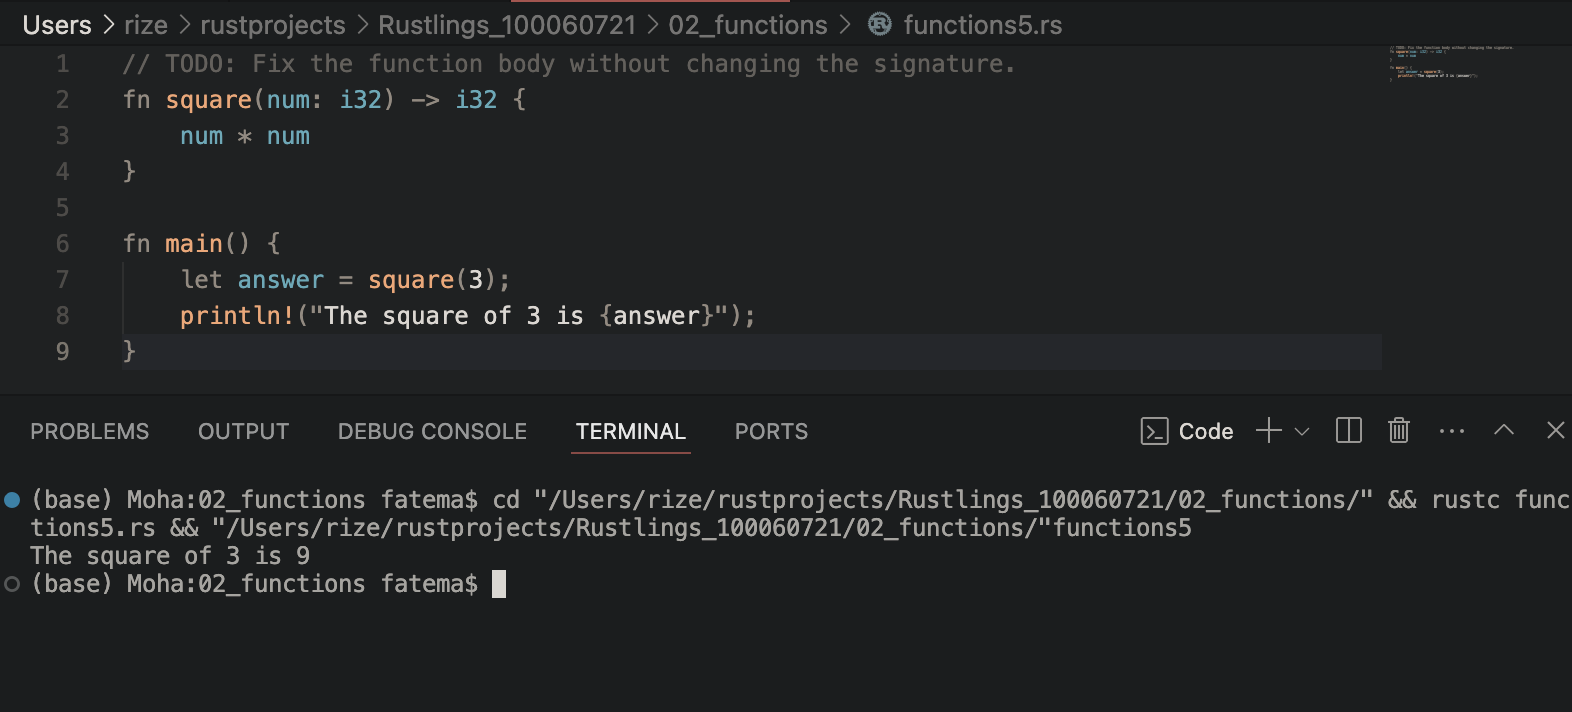 Users > rize > rustprojects > Rustlings_100060721 > 02_functions > functions5.rs
1 // TODO: Fix the function body without changing the signature.
2 fn square(num: i32) -> i32 {
3 num * num
4 }
5
6 fn main() {
7 let answer = square(3);
8 println!("The square of 3 is {answer}");
9 }
PROBLEMS OUTPUT DEBUG CONSOLE TERMINAL PORTS Code
(base) Moha:02_functions fatema$ cd "/Users/rize/rustprojects/Rustlings_100060721/02_functions/" && rustc func
tions5.rs && "/Users/rize/rustprojects/Rustlings_100060721/02_functions/"functions5
The square of 3 is 9
(base) Moha:02_functions fatema$